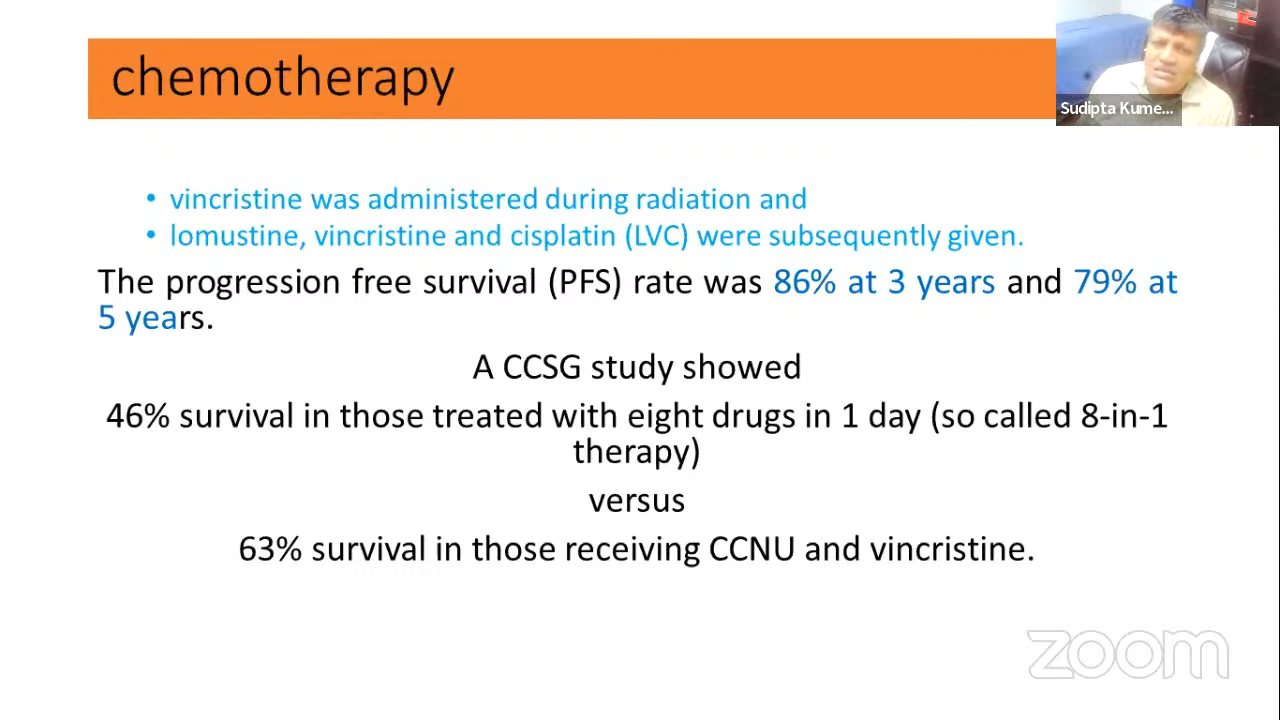 chemotherapy
Sudipta Kume...
• vincristine was administered during radiation and
• lomustine, vincristine and cisplatin (LVC) were subsequently given.
The progression free survival (PFS) rate was 86% at 3 years and 79% at
5 years.
A CCSG study showed
46% survival in those treated with eight drugs in 1 day (so called 8-in-1
therapy)
versus
63% survival in those receiving CCNU and vincristine.
zoom